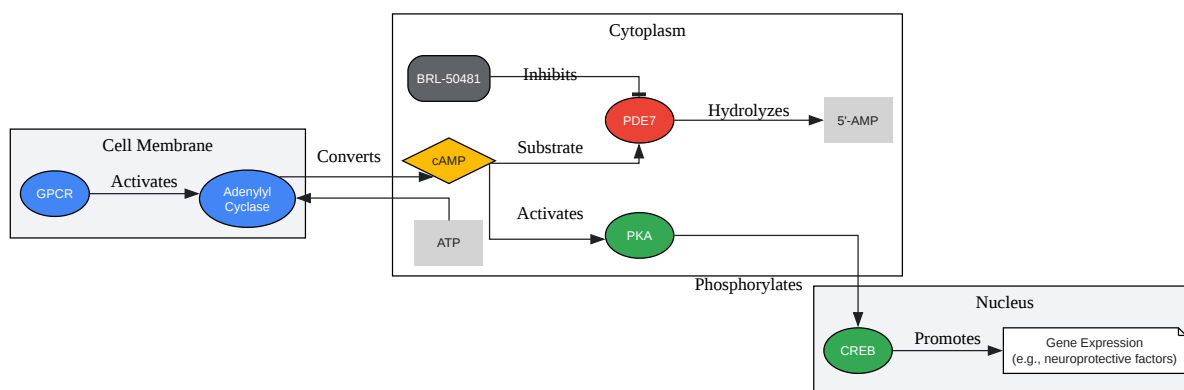 Cytoplasm
BRL-50481
Inhibits
PDE7
Hydrolyzes
5'-AMP
Cell Membrane
Converts
cAMP
Substrate
GPCR
Activates
Adenylyl
Cyclase
ATP
Activates
PKA
Phosphorylates
Nucleus
CREB
Promotes
Gene Expression
(e.g., neuroprotective factors)